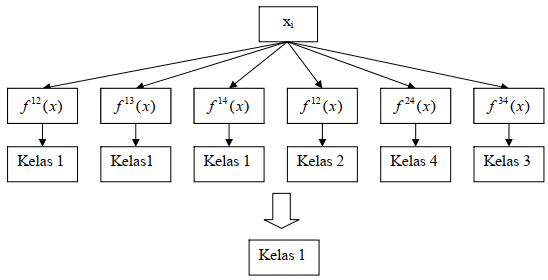 xᵢ
f¹²(x) f¹³(x) f¹⁴(x) f¹²(x) f²⁴(x) f³⁴(x)
Kelas 1 Kelas1 Kelas 1 Kelas 2 Kelas 4 Kelas 3
Kelas 1